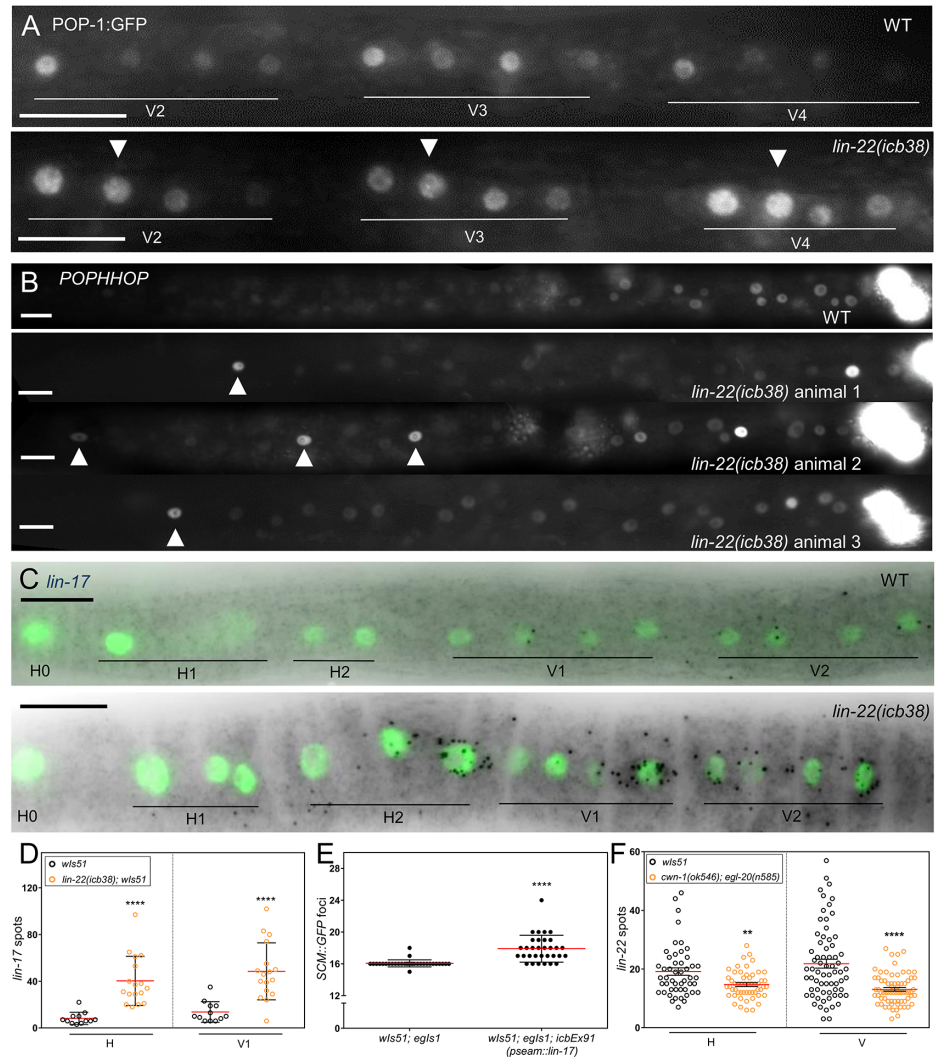 A POP-1:GFP WT
V2 V3 V4
lin-22(icb38)
V2 V3 V4
B POPHHOP
WT
lin-22(icb38) animal 1
lin-22(icb38) animal 2
lin-22(icb38) animal 3
C lin-17 WT
H0 H1 H2 V1 V2
lin-22(icb38)
H0 H1 H2 V1 V2
D
wIs51
lin-22(icb38); wIs51
lin-17 spots
120
80
40
0
**** ****
H V1
E
SCM::GFP foci
28
24
20
16
12
0
****
wIs51; egIs1
wIs51; egIs1; icbEx91
(pseam::lin-17)
F
wIs51
cwn-1(ok546); egl-20(n585)
lin-22 spots
60
40
20
0
** ****
H V